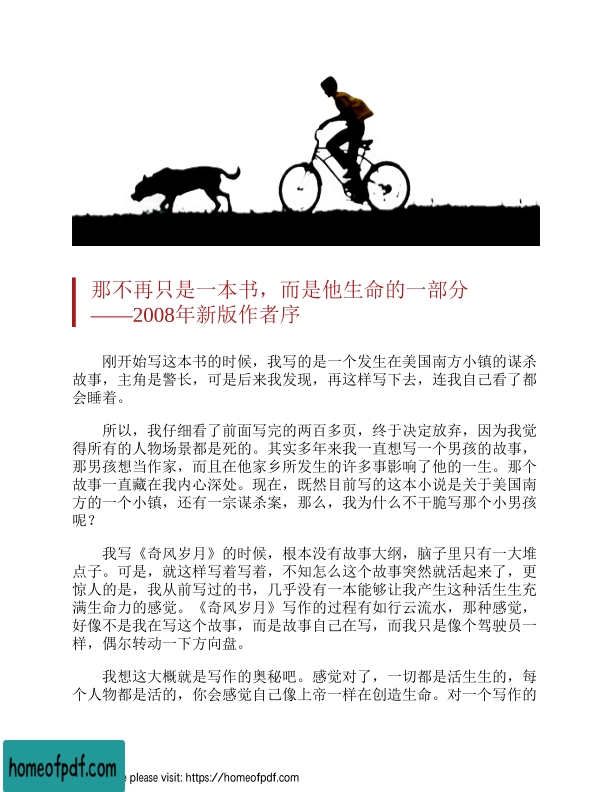 那不再只是一本书，而是他生命的一部分
——2008年新版作者序
刚开始写这本书的时候，我写的是一个发生在美国南方小镇的谋杀
故事，主角是警长，可是后来我发现，再这样写下去，连我自己看了都
会睡着。
所以，我仔细看了前面写完的两百多页，终于决定放弃，因为我觉
得所有的人物场景都是死的。其实多年来我一直想写一个男孩的故事，
那男孩想当作家，而且在他家乡所发生的许多事影响了他的一生。那个
故事一直藏在我内心深处。现在，既然目前写的这本小说是关于美国南
方的一个小镇，还有一宗谋杀案，那么，我为什么不干脆写那个小男孩
呢？
我写《奇风岁月》的时候，根本没有故事大纲，脑子里只有一大堆
点子。可是，就这样写着写着，不知怎么这个故事突然就活起来了，更
惊人的是，我从前写过的书，几乎没有一本能够让我产生这种活生生充
满生命力的感觉。《奇风岁月》写作的过程有如行云流水，那种感觉，
好像不是我在写这个故事，而是故事自己在写，而我只是像个驾驶员一
样，偶尔转动一下方向盘。
我想这大概就是写作的奥秘吧。感觉对了，一切都是活生生的，每
个人物都是活的，你会感觉自己像上帝一样在创造生命。对一个写作的
homeofpdf.com
e please visit: https://homeofpdf.com